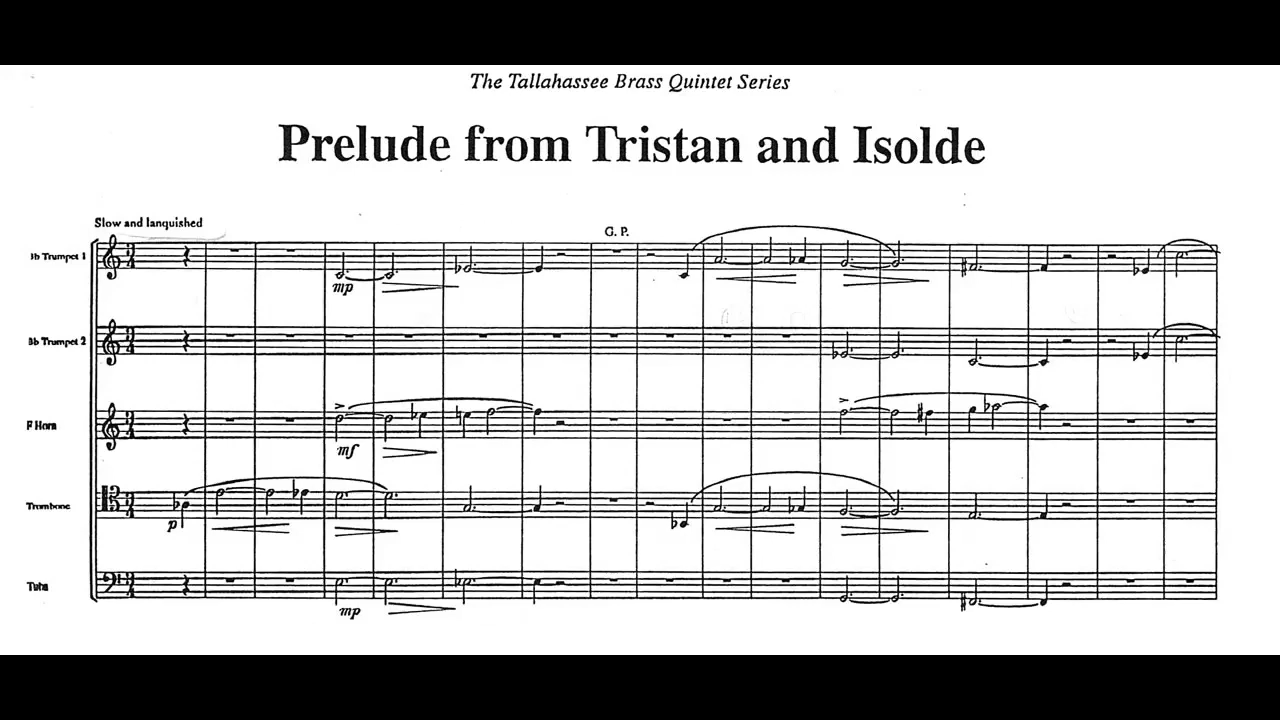 The Tallahassee Brass Quintet Series
Prelude from Tristan and Isolde
Slow and lanquished
G. P.
Bb Trumpet 1
mp
Bb Trumpet 2
F Horn
mf
Trombone
p
Tuba
mp